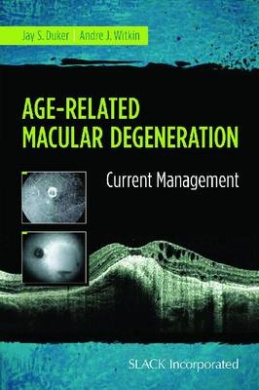 Jay S. Duker | Andre J. Witkin
AGE-RELATED
MACULAR DEGENERATION
Current Management
SLACK Incorporated